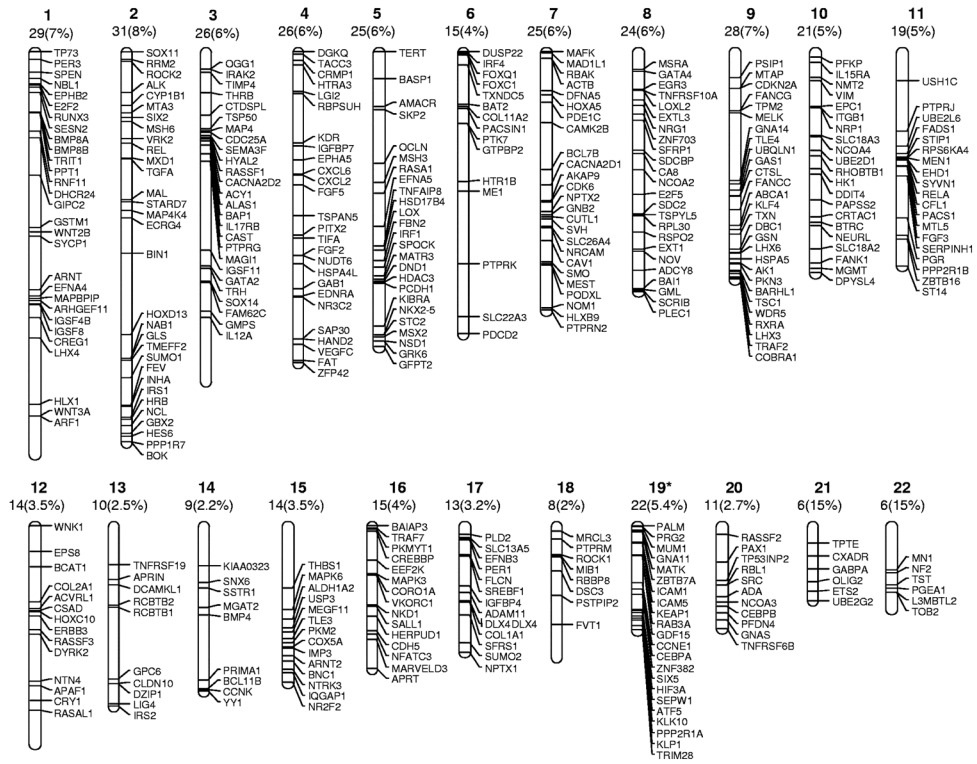 1
29(7%)
TP73
PER3
SPEN
NBL1
EPHB2
E2F2
RUNX3
SESN2
BMP8A
BMP8B
TRIT1
PPT1
RNF11
DHCR24
GIPC2
GSTM1
WNT2B
SYCP1
ARNT
EFNA4
MAPBPIP
ARHGEF11
IGSF4B
IGSF8
CREG1
LHX4
HLX1
WNT3A
ARF1
2
31(8%)
SOX11
RRM2
ROCK2
ALK
CYP1B1
MTA3
SIX2
MSH6
VRK2
REL
MXD1
TGFA
MAL
STARD7
MAP4K4
ECRG4
BIN1
HOXD13
NAB1
GLS
TMEFF2
SUMO1
FEV
INHA
IRS1
HRB
NCL
GBX2
HES6
PPP1R7
BOK
3
26(6%)
OGG1
IRAK2
TIMP4
THRB
CTDSPL
TSP50
MAP4
CDC25A
SEMA3F
HYAL2
RASSF1
CACNA2D2
ACY1
ALAS1
BAP1
IL17RB
CAST
PTPRG
MAGI1
IGSF11
GATA2
TRH
SOX14
FAM62C
GMPS
IL12A
4
26(6%)
DGKQ
TACC3
CRMP1
HTRA3
LGI2
RBPSUH
KDR
IGFBP7
EPHA5
CXCL6
CXCL2
FGF5
TSPAN5
PITX2
TIFA
FGF2
NUDT6
HSPA4L
GAB1
EDNRA
NR3C2
SAP30
HAND2
VEGFC
FAT
ZFP42
5
25(6%)
TERT
BASP1
AMACR
SKP2
OCLN
MSH3
RASA1
EFNA5
TNFAIP8
HSD17B4
LOX
FBN2
IRF1
SPOCK
MATR3
DND1
HDAC3
PCDH1
KIBRA
NKX2-5
STC2
MSX2
NSD1
GRK6
GFPT2
6
15(4%)
DUSP22
IRF4
FOXQ1
FOXC1
TXNDC5
BAT2
COL11A2
PACSIN1
PTK7
GTPBP2
HTR1B
ME1
PTPRK
SLC22A3
PDCD2
7
25(6%)
MAFK
MAD1L1
RBAK
ACTB
DFNA5
HOXA5
PDE1C
CAMK2B
BCL7B
CACNA2D1
AKAP9
CDK6
NPTX2
GNB2
CUTL1
SVH
SLC26A4
NRCAM
CAV1
SMO
MEST
PODXL
NOM1
HLXB9
PTPRN2
8
24(6%)
MSRA
GATA4
EGR3
TNFRSF10A
LOXL2
EXTL3
NRG1
ZNF703
SFRP1
SDCBP
CA8
NCOA2
E2F5
SDC2
TSPYL5
RPL30
RSPO2
EXT1
NOV
ADCY8
BAI1
GML
SCRIB
PLEC1
9
28(7%)
PSIP1
MTAP
CDKN2A
FANCG
TPM2
MELK
GNA14
TLE4
UBQLN1
GAS1
CTSL
FANCC
ABCA1
KLF4
TXN
DBC1
GSN
LHX6
HSPA5
AK1
PKN3
BARHL1
TSC1
WDR5
RXRA
LHX3
TRAF2
COBRA1
10
21(5%)
PFKP
IL15RA
NMT2
VIM
EPC1
ITGB1
NRP1
SLC18A3
NCOA4
UBE2D1
RHOBTB1
HK1
DDIT4
PAPSS2
CRTAC1
BTRC
NEURL
SLC18A2
FANK1
MGMT
DPYSL4
11
19(5%)
USH1C
PTPRJ
UBE2L6
FADS1
STIP1
RPS6KA4
MEN1
EHD1
SYVN1
RELA
CFL1
PACS1
MTL5
FGF3
SERPINH1
PGR
PPP2R1B
ZBTB16
ST14
12
14(3.5%)
WNK1
EPS8
BCAT1
COL2A1
ACVRL1
CSAD
HOXC10
ERBB3
RASSF3
DYRK2
NTN4
APAF1
CRY1
RASAL1
13
10(2.5%)
TNFRSF19
APRIN
DCAMKL1
RCBTB2
RCBTB1
GPC6
CLDN10
DZIP1
LIG4
IRS2
14
9(2.2%)
KIAA0323
SNX6
SSTR1
MGAT2
BMP4
PRIMA1
BCL11B
CCNK
YY1
15
14(3.5%)
THBS1
MAPK6
ALDH1A2
USP3
MEGF11
TLE3
PKM2
COX5A
IMP3
ARNT2
BNC1
NTRK3
IQGAP1
NR2F2
16
15(4%)
BAIAP3
TRAF7
PKMYT1
CREBBP
EEF2K
MAPK3
CORO1A
VKORC1
NKD1
SALL1
HERPUD1
CDH5
NFATC3
MARVELD3
APRT
17
13(3.2%)
PLD2
SLC13A5
EFNB3
PER1
FLCN
SREBF1
IGFBP4
ADAM11
DLX4DLX4
COL1A1
SFRS1
SUMO2
NPTX1
18
8(2%)
MRCL3
PTPRM
ROCK1
MIB1
RBBP8
DSC3
PSTPIP2
FVT1
19*
22(5.4%)
PALM
PRG2
MUM1
GNA11
MATK
ZBTB7A
ICAM1
ICAM5
KEAP1
RAB3A
GDF15
CCNE1
CEBPA
ZNF382
SIX5
HIF3A
SEPW1
ATF5
KLK10
PPP2R1A
KLP1
TRIM28
20
11(2.7%)
RASSF2
PAX1
TP53INP2
RBL1
SRC
ADA
NCOA3
CEBPB
PFDN4
GNAS
TNFRSF6B
21
6(15%)
TPTE
CXADR
GABPA
OLIG2
ETS2
UBE2G2
22
6(15%)
MN1
NF2
TST
PGEA1
L3MBTL2
TOB2